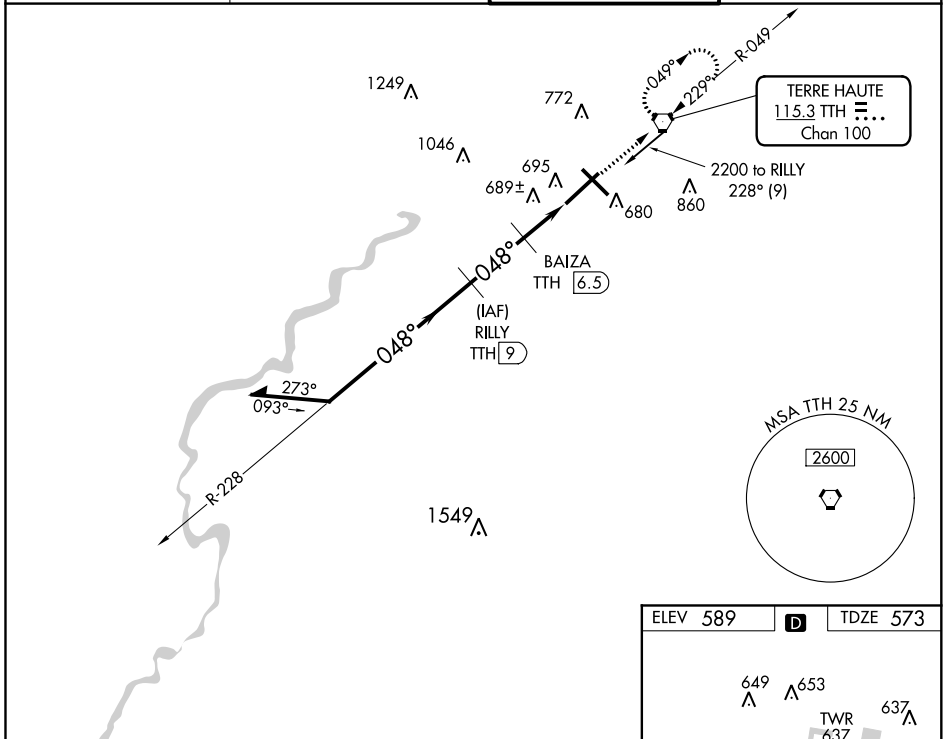 R-049
049°
229°
1249
772
TERRE HAUTE
115.3 TTH
Chan 100
1046
695
689±
2200 to RILLY
228° (9)
680
860
BAIZA
TTH 6.5
048°
(IAF)
RILLY
TTH 9
048°
273°
093°
R-228
MSA TTH 25 NM
2600
1549
ELEV 589
D
TDZE 573
649
653
637
TWR
637